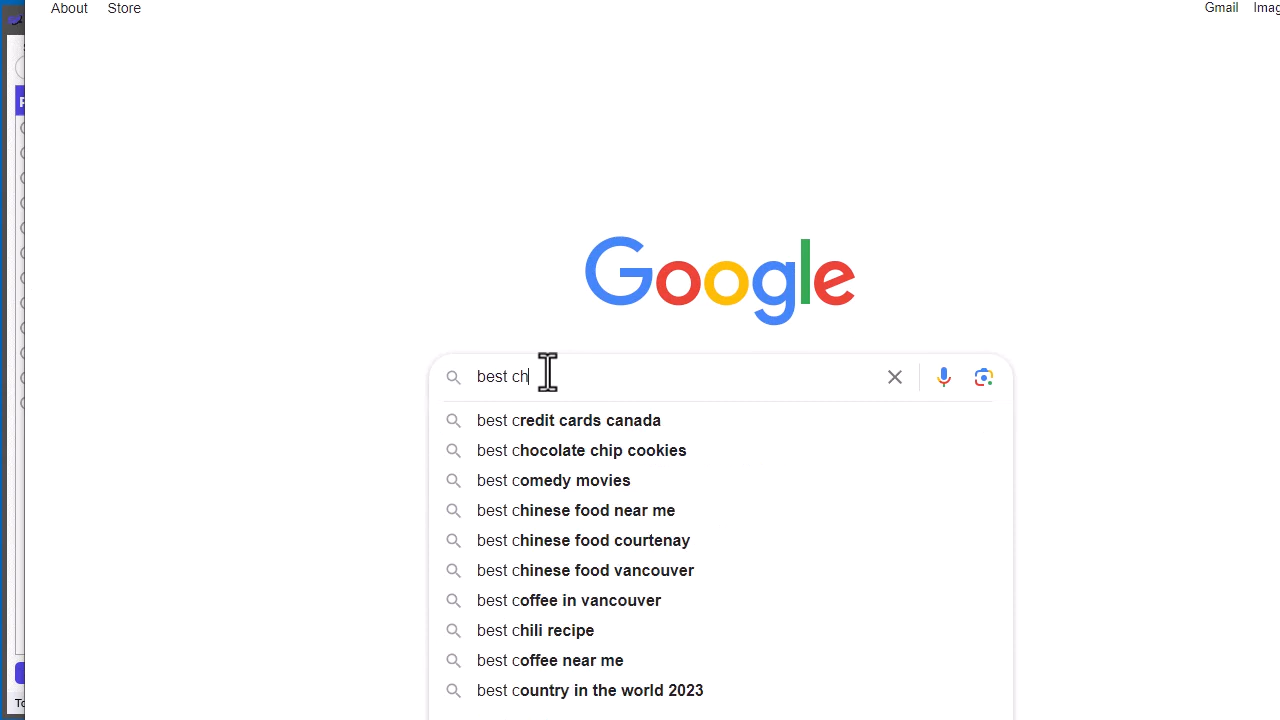 About Store
Gmail Imag
Google
best ch
best credit cards canada
best chocolate chip cookies
best comedy movies
best chinese food near me
best chinese food courtenay
best chinese food vancouver
best coffee in vancouver
best chili recipe
best coffee near me
best country in the world 2023
To